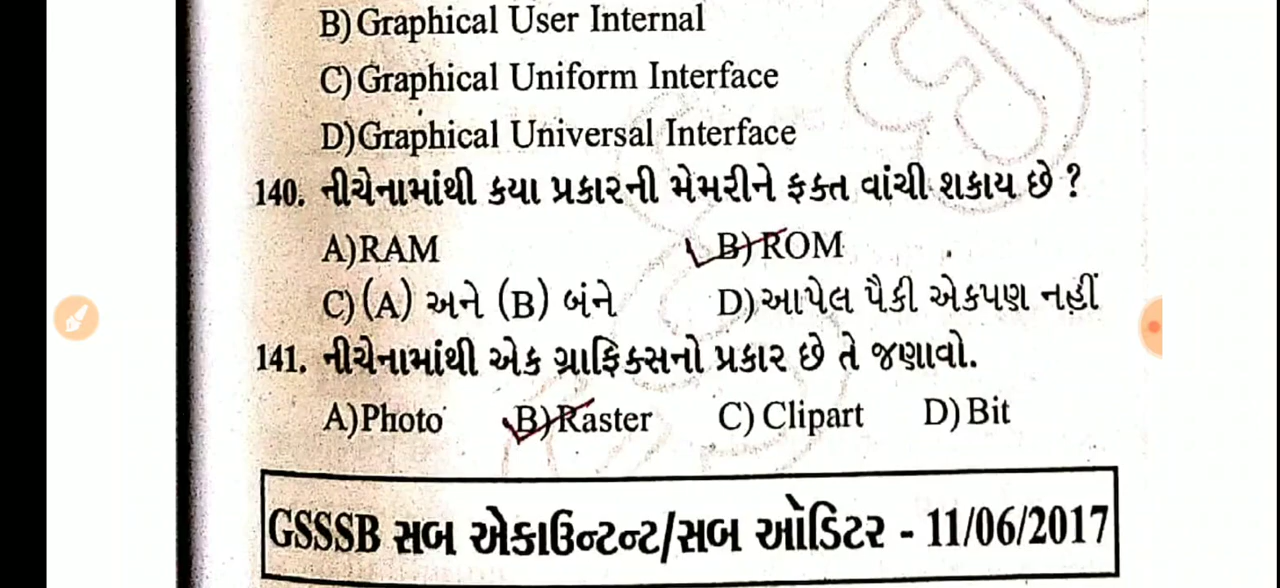 B) Graphical User Internal
C) Graphical Uniform Interface
D) Graphical Universal Interface
140. નીચેનામાંથી કયા પ્રકારની મેમરીને ફક્ત વાંચી શકાય છે ?
A) RAM B) ROM
C) (A) અને (B) બંને D) આપેલ પૈકી એકપણ નહીં
141. નીચેનામાંથી એક ગ્રાફિક્સનો પ્રકાર છે તે જણાવો.
A) Photo B) Raster C) Clipart D) Bit
GSSSB સબ એકાઉન્ટન્ટ/સબ ઓડિટર - 11/06/2017